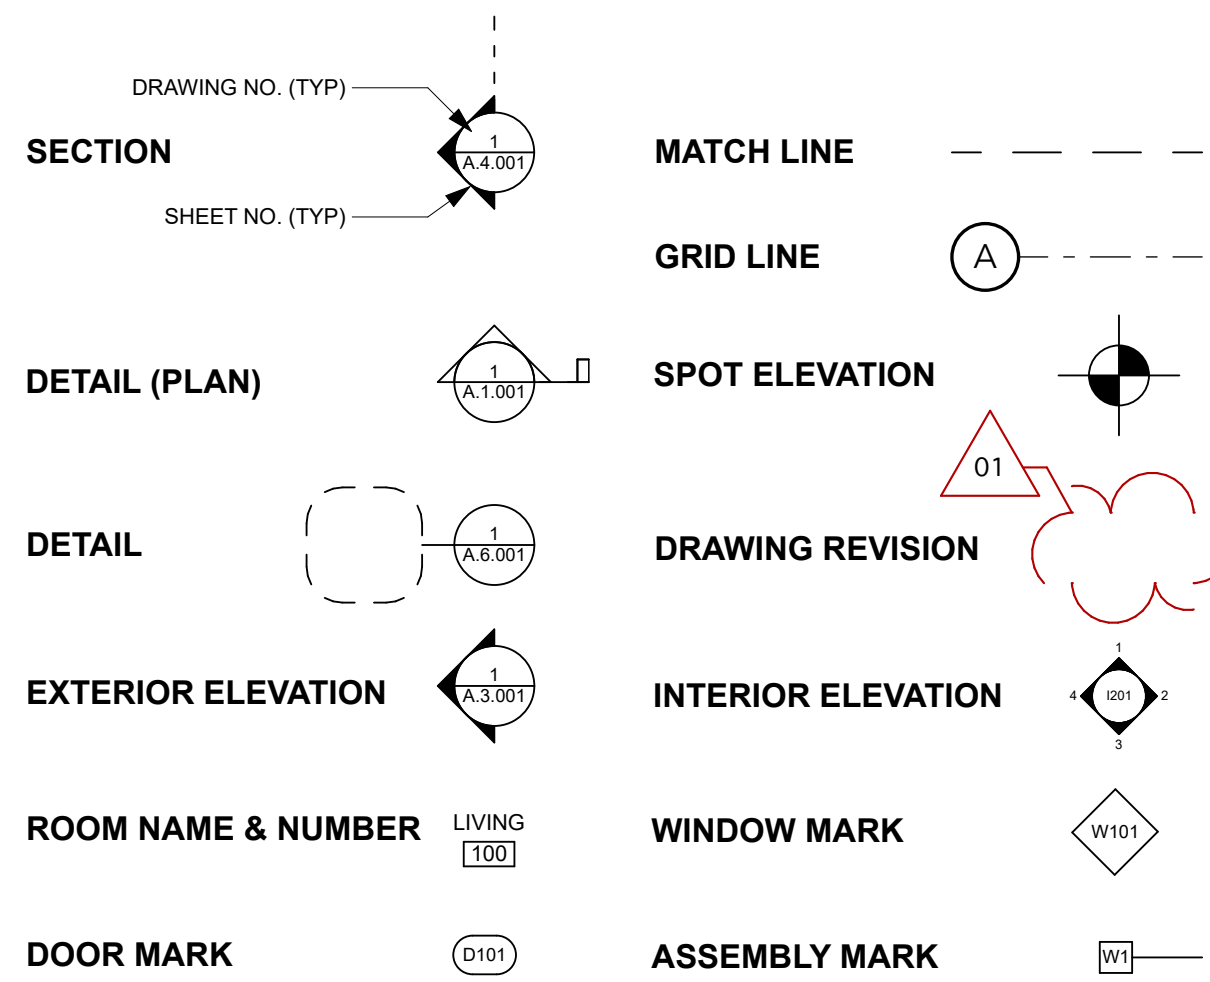 DRAWING NO. (TYP)
SECTION
1
A.4.001
SHEET NO. (TYP)
DETAIL (PLAN)
1
A.1.001
DETAIL
1
A.6.001
EXTERIOR ELEVATION
1
A.3.001
ROOM NAME & NUMBER
LIVING
100
DOOR MARK
D101
MATCH LINE
GRID LINE
A
SPOT ELEVATION
01
DRAWING REVISION
INTERIOR ELEVATION
1
4
I201
2
3
WINDOW MARK
W101
ASSEMBLY MARK
W1